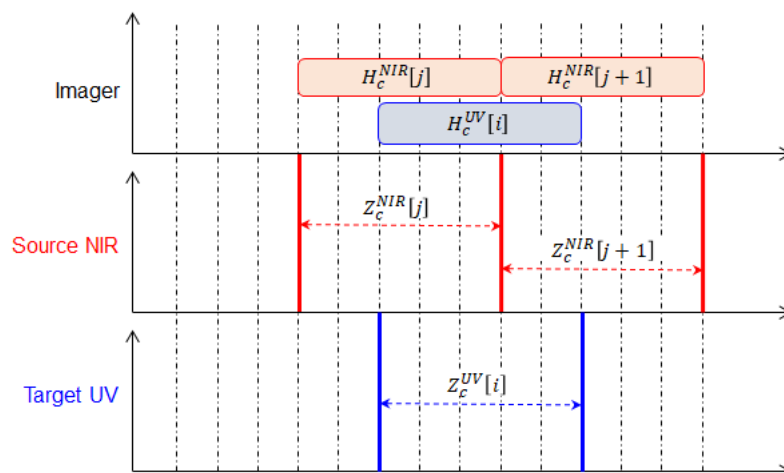 Imager
H_c^{NIR}[j]
H_c^{NIR}[j + 1]
H_c^{UV}[i]
Source NIR
Z_c^{NIR}[j]
Z_c^{NIR}[j + 1]
Target UV
Z_c^{UV}[i]